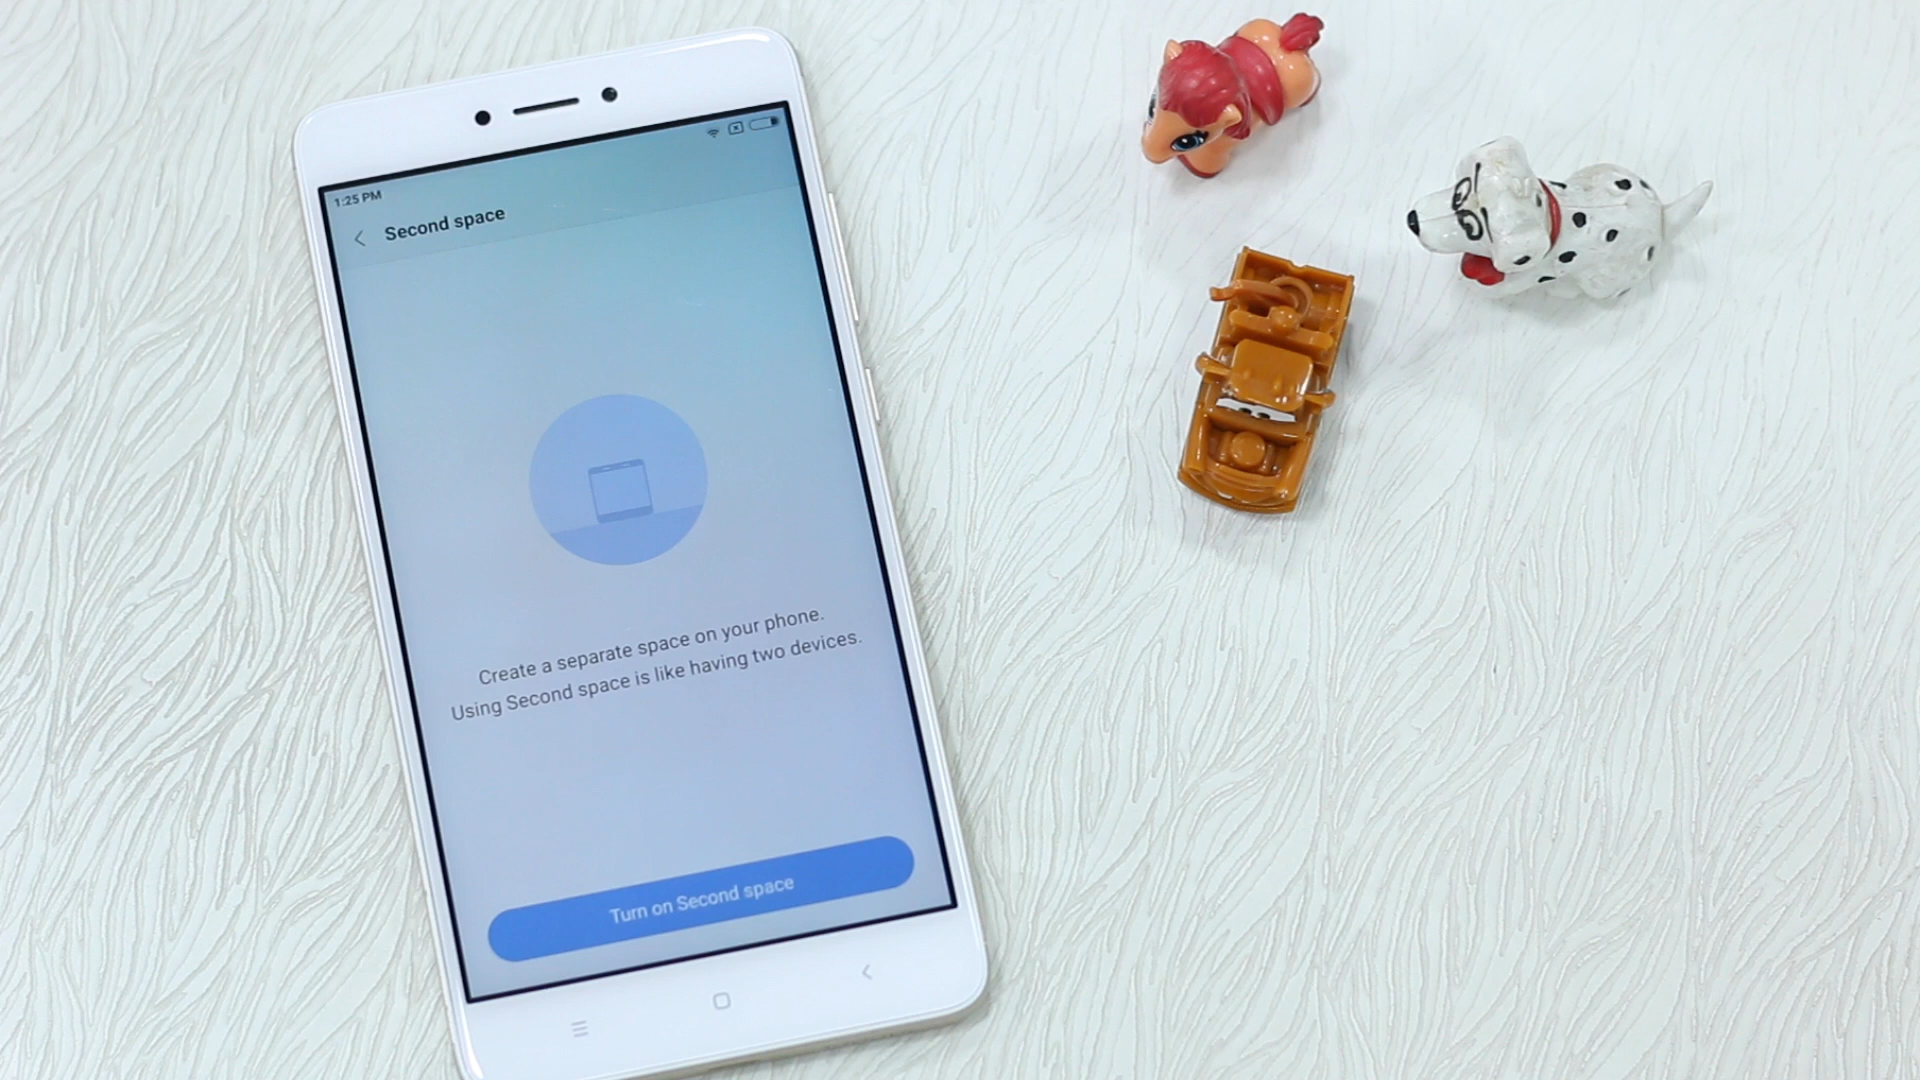 1:25 PM
Second space
Create a separate space on your phone.
Using Second space is like having two devices.
Turn on Second space